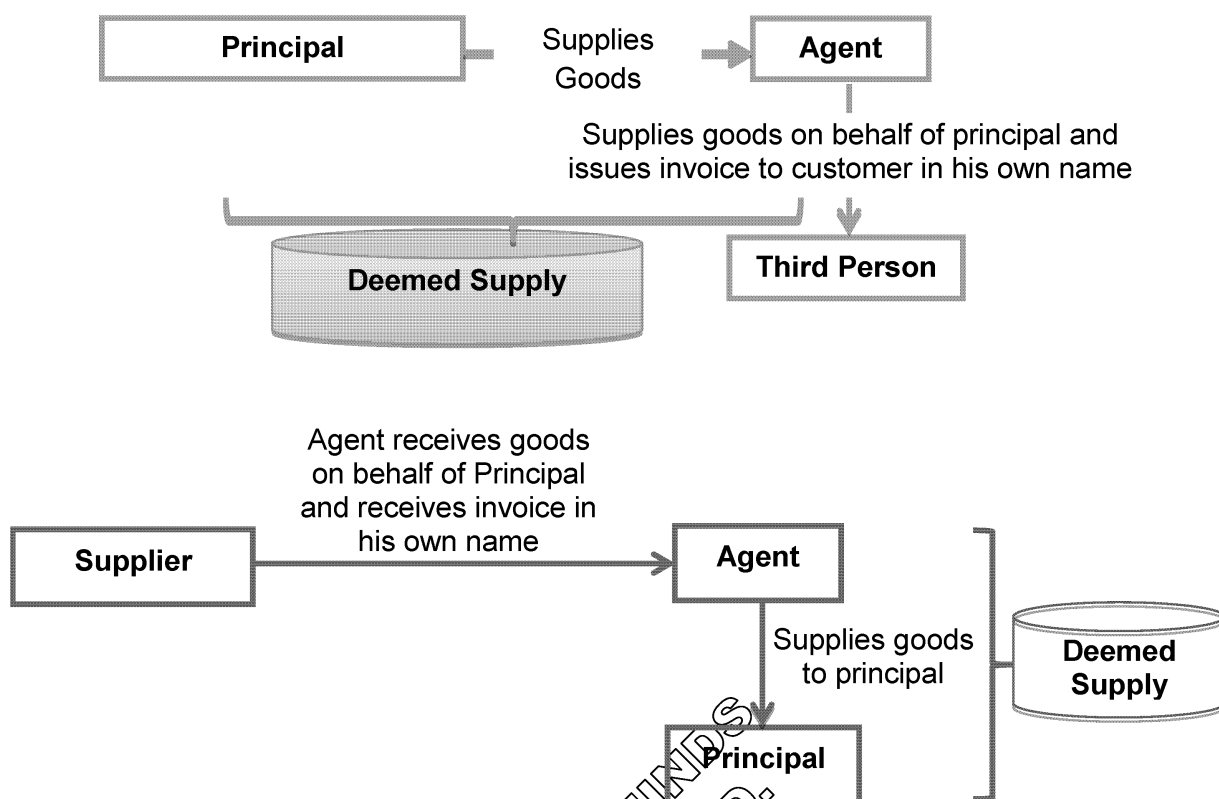 Principal
Supplies
Goods
Agent
Supplies goods on behalf of principal and
issues invoice to customer in his own name
Deemed Supply
Third Person
Agent receives goods
on behalf of Principal
and receives invoice in
his own name
Supplier
Agent
Supplies goods
to principal
Deemed
Supply
Principal